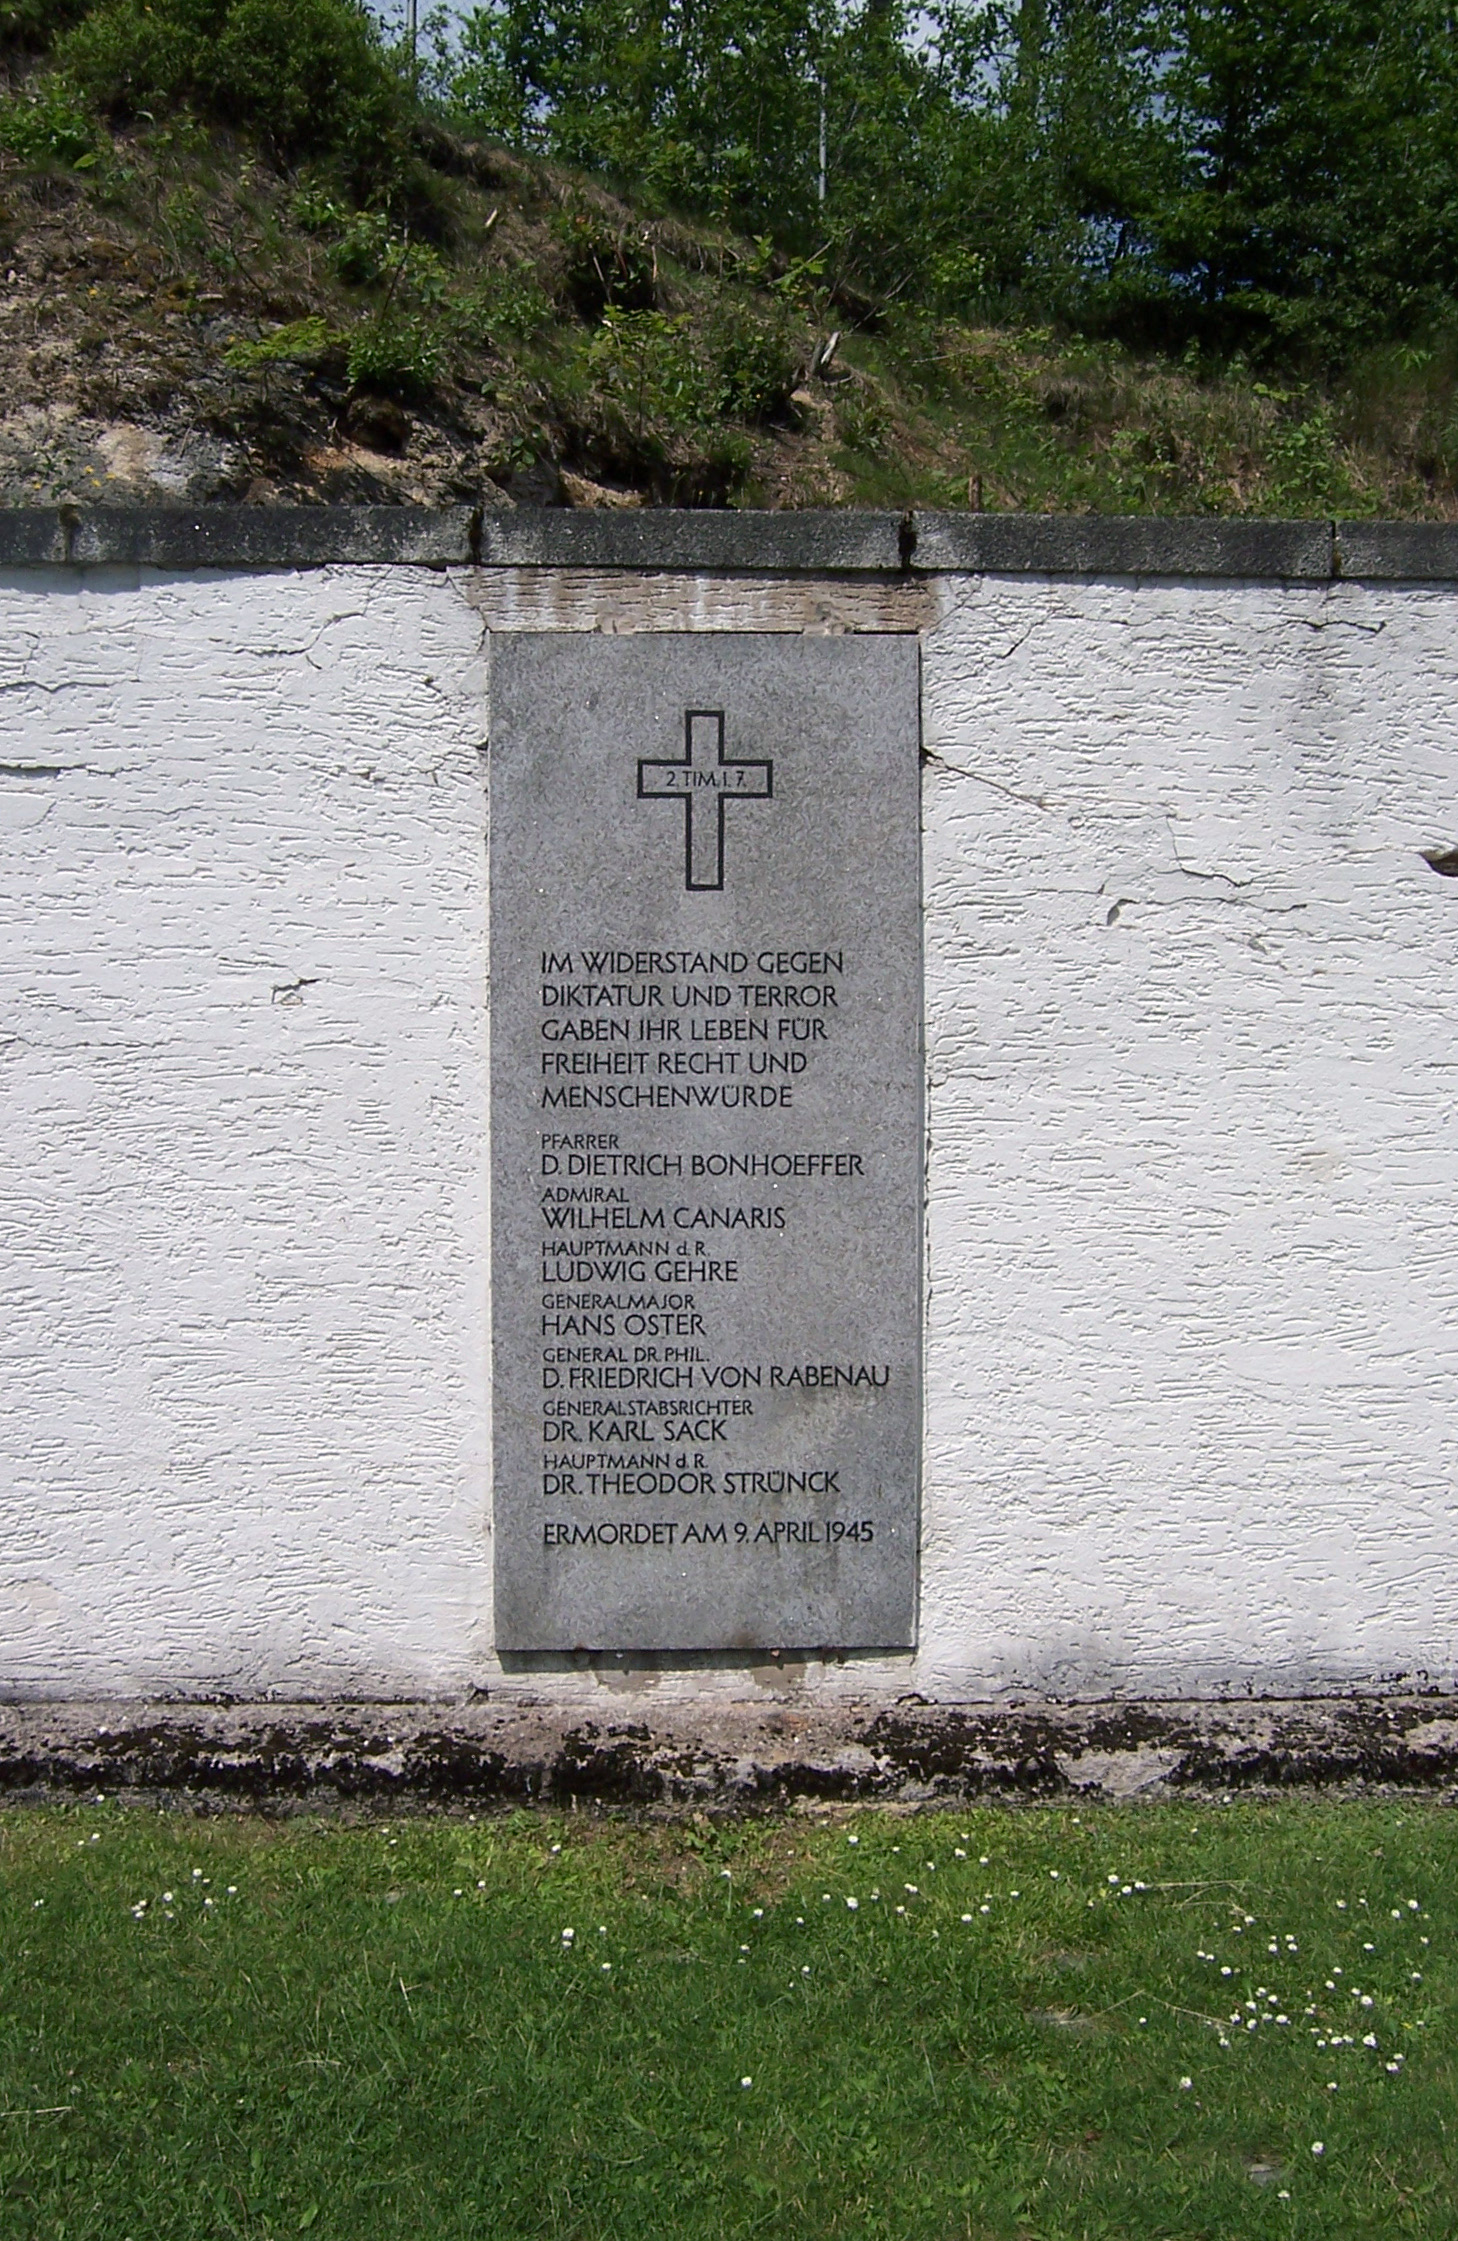 2. TIM. 1. 7.
IM WIDERSTAND GEGEN
DIKTATUR UND TERROR
GABEN IHR LEBEN FÜR
FREIHEIT RECHT UND
MENSCHENWÜRDE
PFARRER
D. DIETRICH BONHOEFFER
ADMIRAL
WILHELM CANARIS
HAUPTMANN d. R.
LUDWIG GEHRE
GENERALMAJOR
HANS OSTER
GENERAL DR. PHIL.
D. FRIEDRICH VON RABENAU
GENERALSTABSRICHTER
DR. KARL SACK
HAUPTMANN d. R.
DR. THEODOR STRÜNCK
ERMORDET AM 9. APRIL 1945